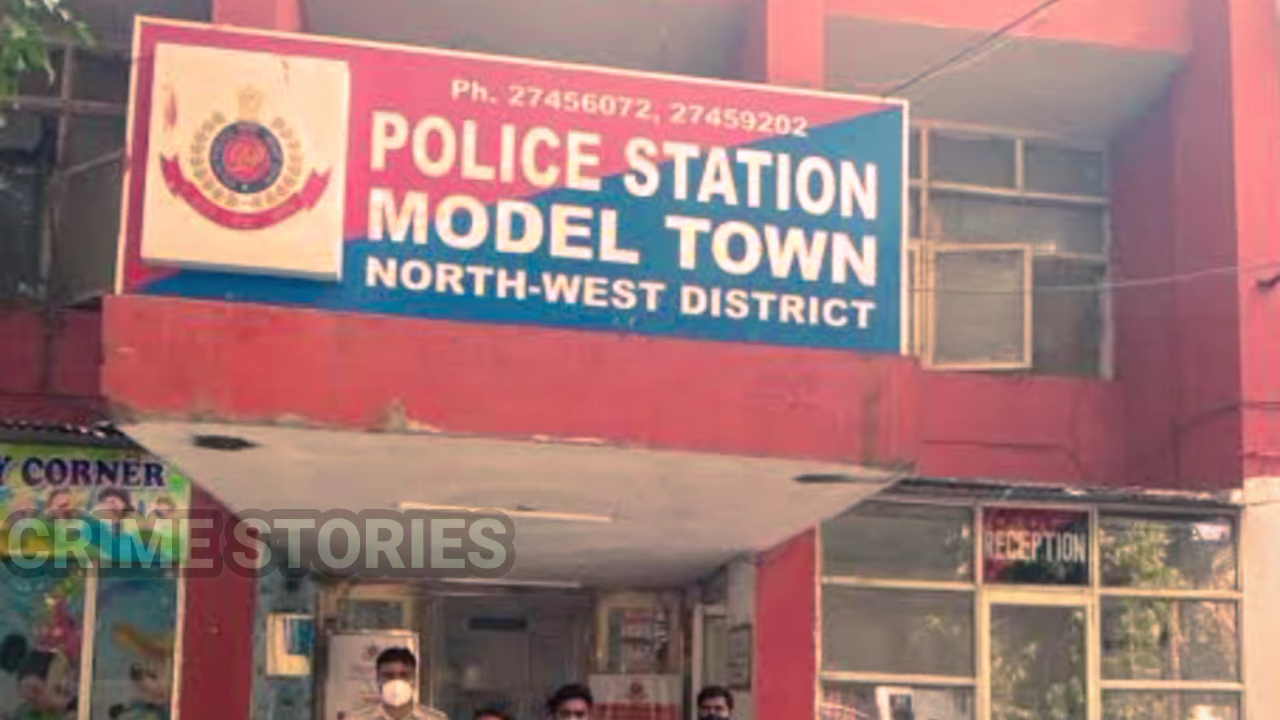 Ph. 27456072, 27459202
POLICE STATION
MODEL TOWN
NORTH-WEST DISTRICT
Y CORNER
CRIME STORIES
RECEPTION